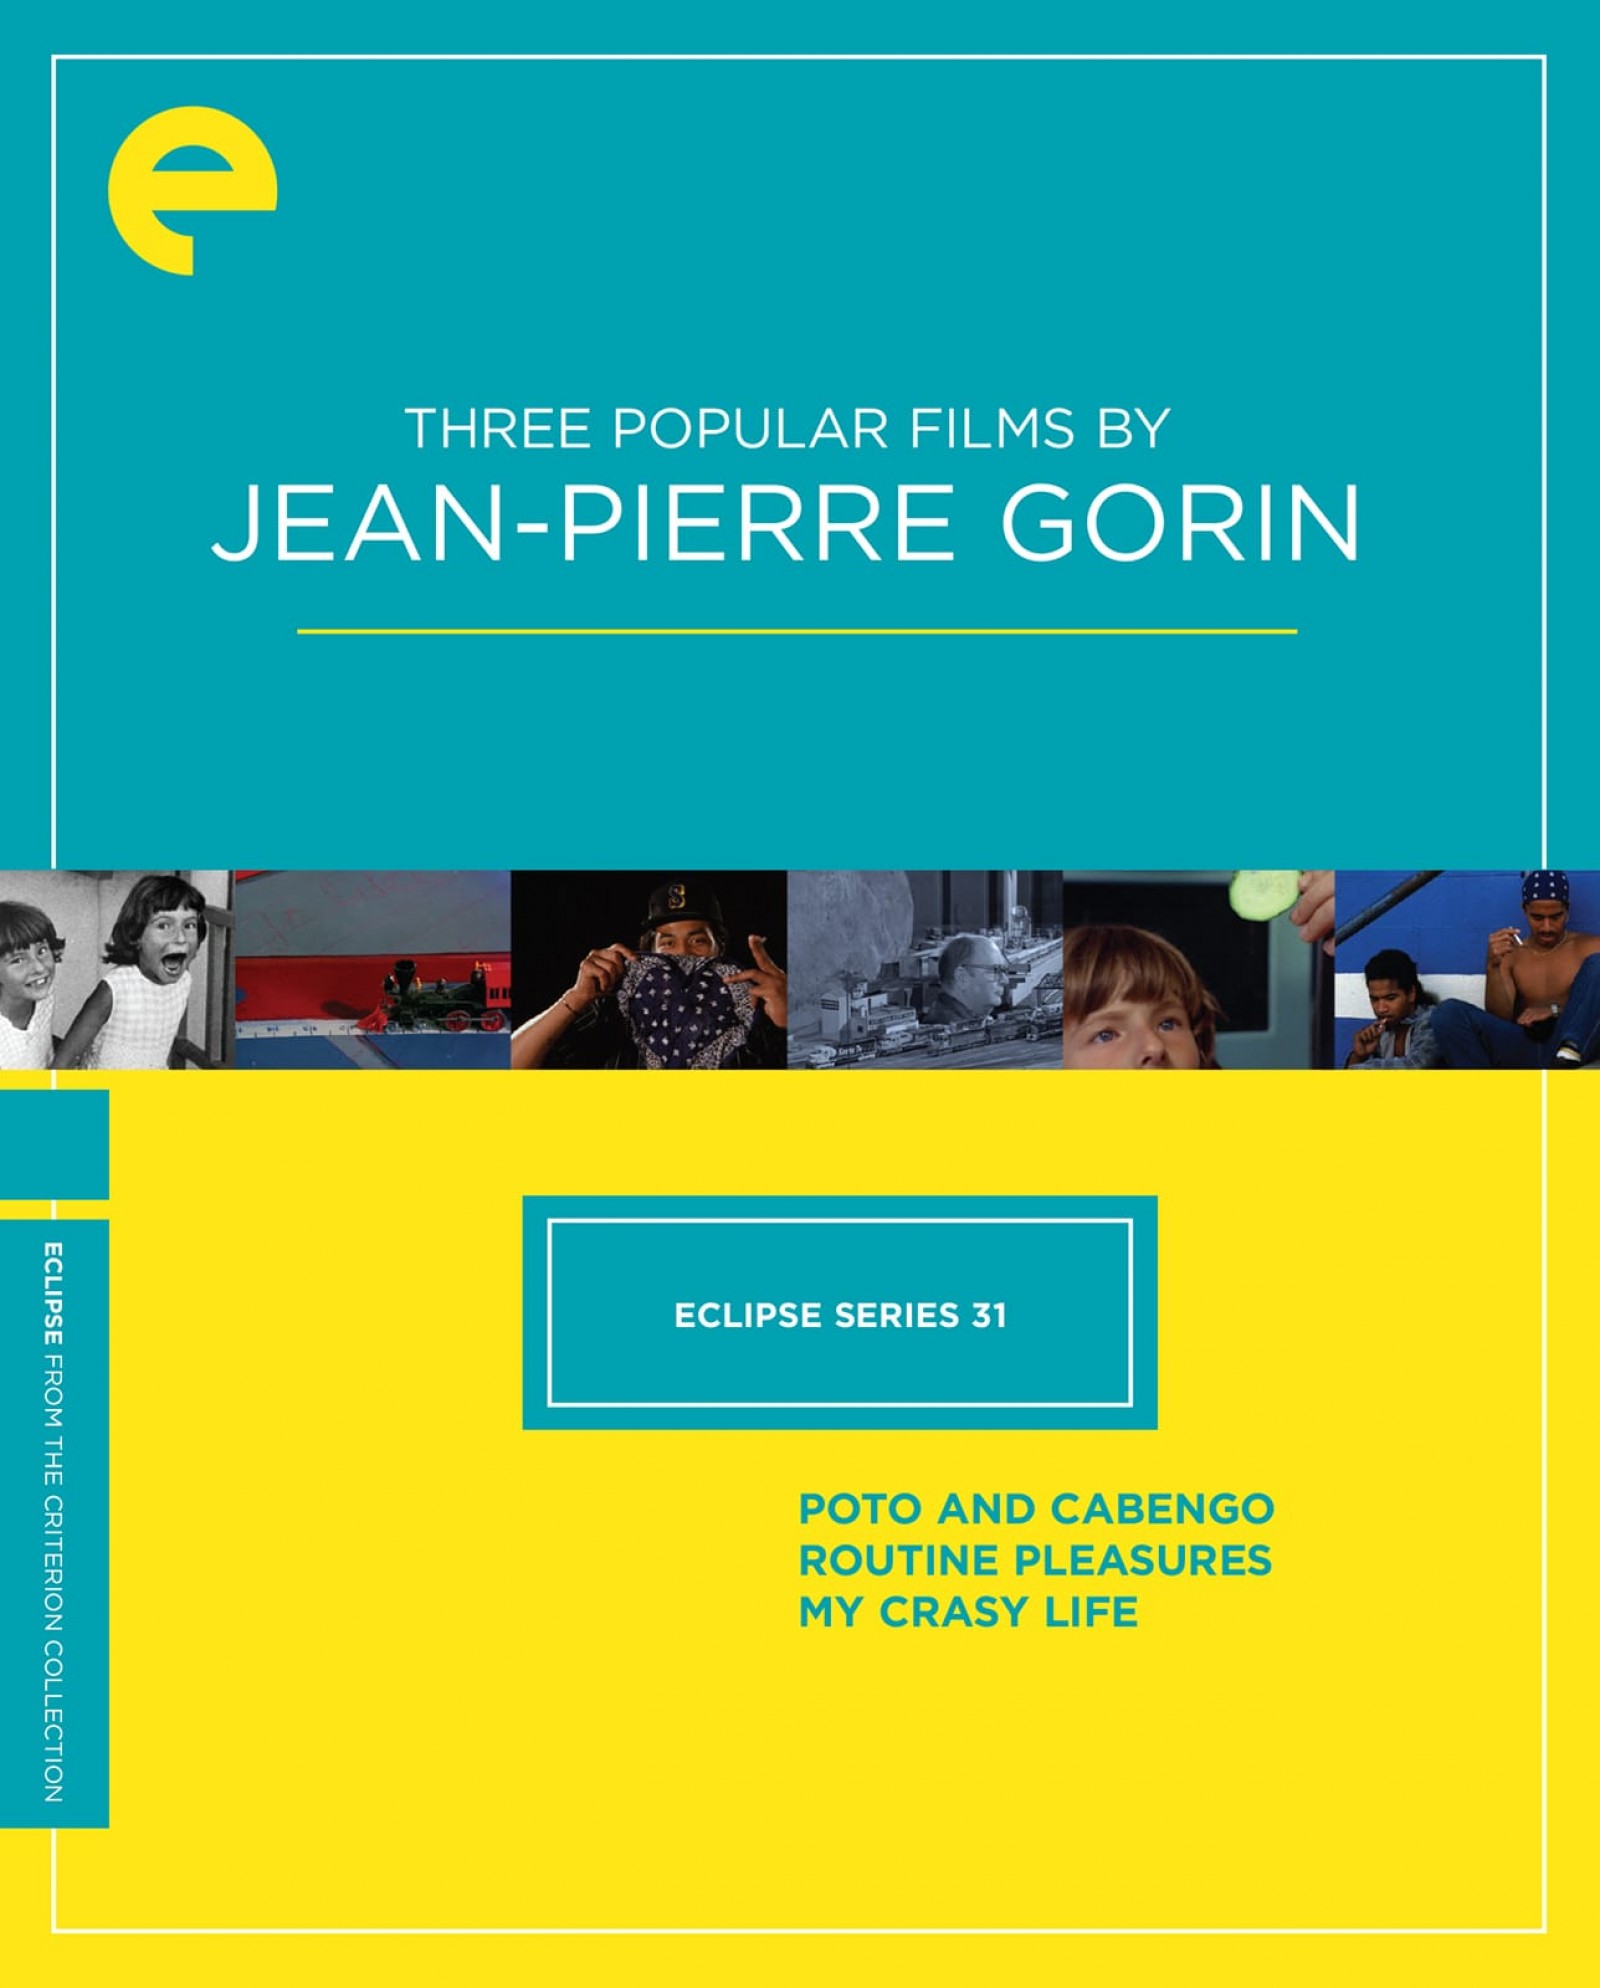 e
THREE POPULAR FILMS BY
JEAN-PIERRE GORIN
S
ECLIPSE SERIES 31
POTO AND CABENGO
ROUTINE PLEASURES
MY CRASY LIFE
ECLIPSE FROM THE CRITERION COLLECTION